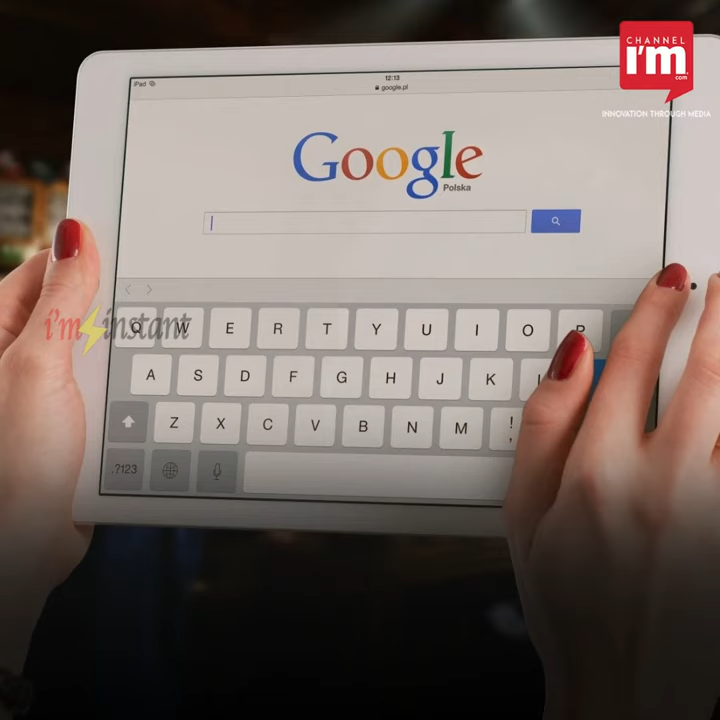 CHANNEL
i'm.
com
INNOVATION THROUGH MEDIA
iPad
12:13
google.pl
Google
Polska
i'm instant
Q W E R T Y U I O P
A S D F G H J K L
Z X C V B N M ! ,
.?123